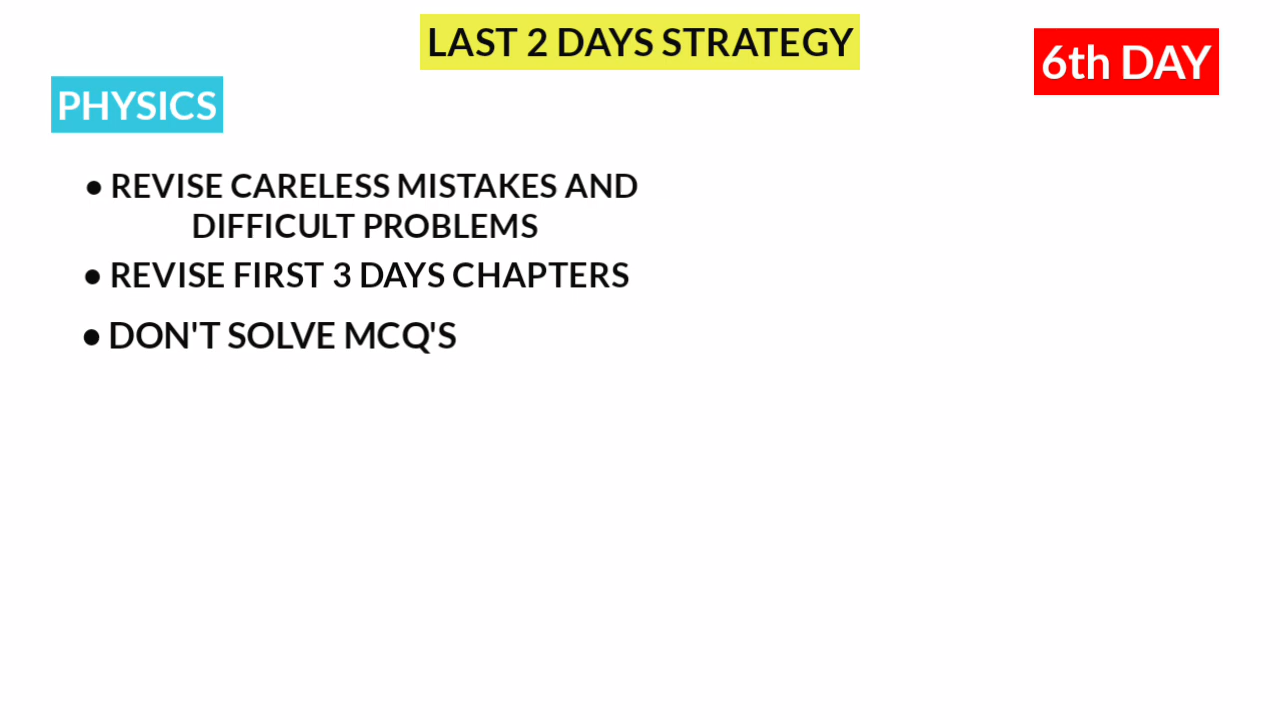 LAST 2 DAYS STRATEGY
6th DAY
PHYSICS
• REVISE CARELESS MISTAKES AND
DIFFICULT PROBLEMS
• REVISE FIRST 3 DAYS CHAPTERS
• DON'T SOLVE MCQ'S